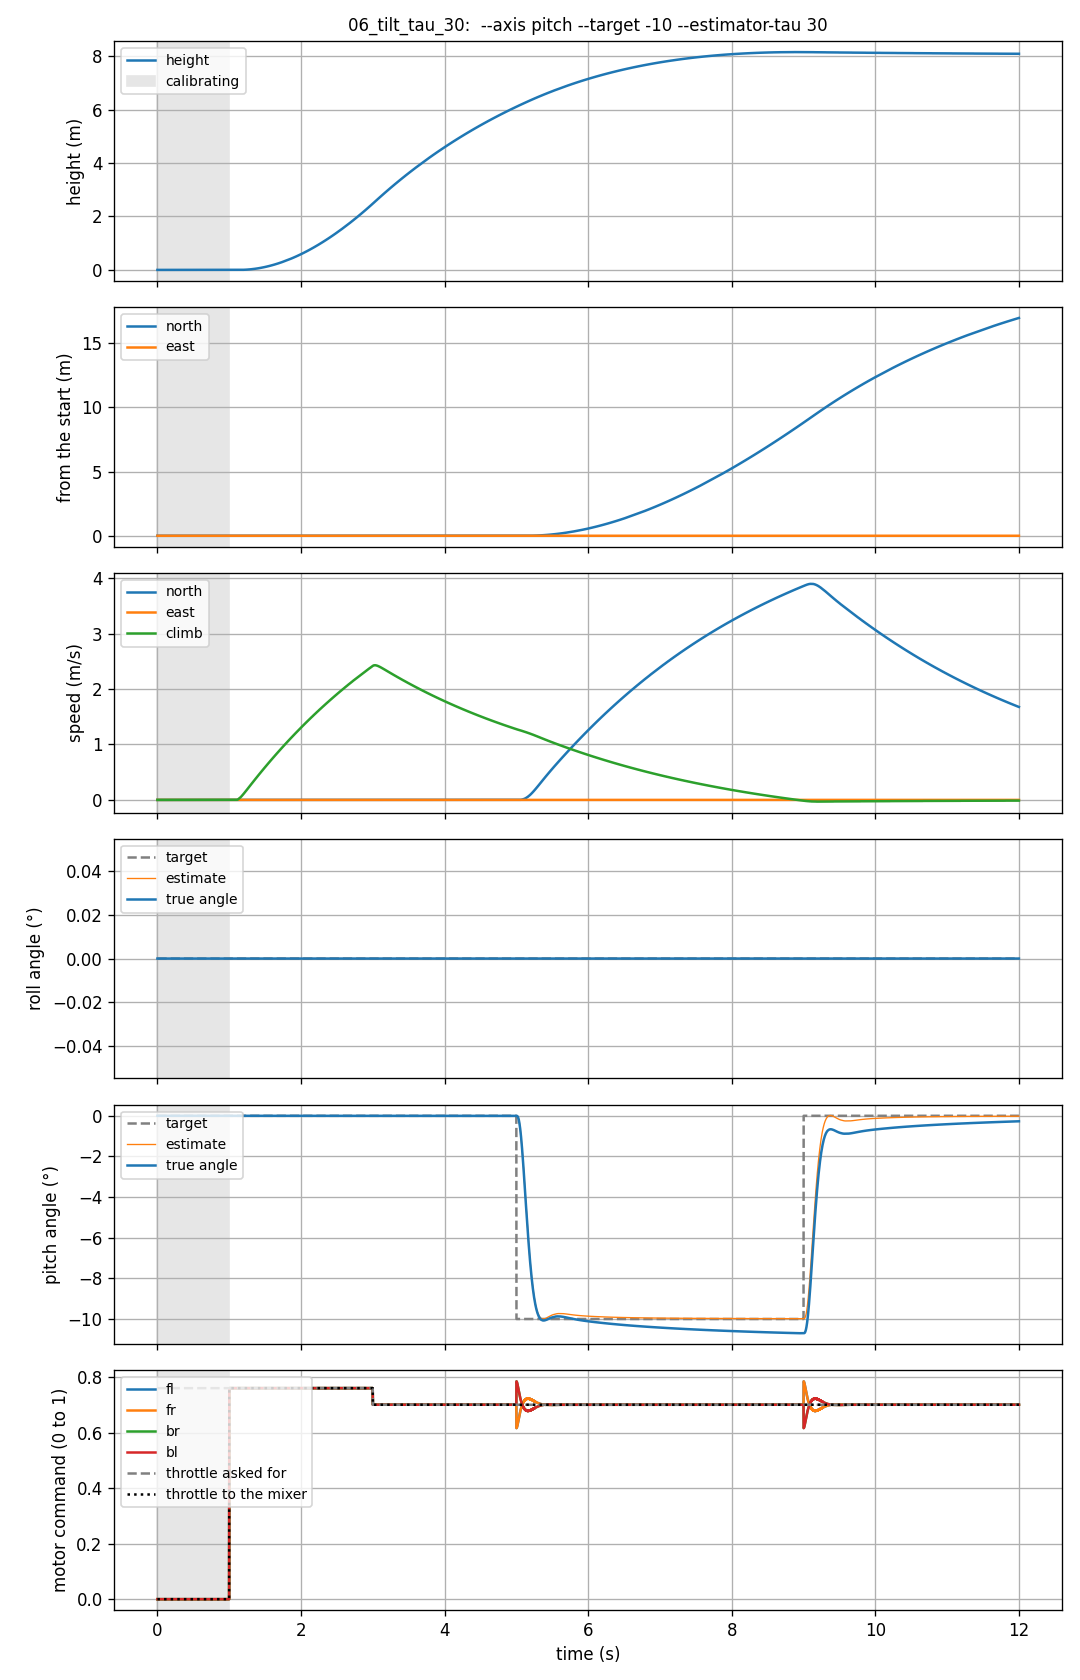 06_tilt_tau_30:  --axis pitch --target -10 --estimator-tau 30
height (m)
8
6
4
2
0
height
calibrating
from the start (m)
15
10
5
0
north
east
speed (m/s)
4
3
2
1
0
north
east
climb
roll angle (°)
0.04
0.02
0.00
−0.02
−0.04
target
estimate
true angle
pitch angle (°)
0
−2
−4
−6
−8
−10
target
estimate
true angle
motor command (0 to 1)
0.8
0.6
0.4
0.2
0.0
fl
fr
br
bl
throttle asked for
throttle to the mixer
0 2 4 6 8 10 12
time (s)